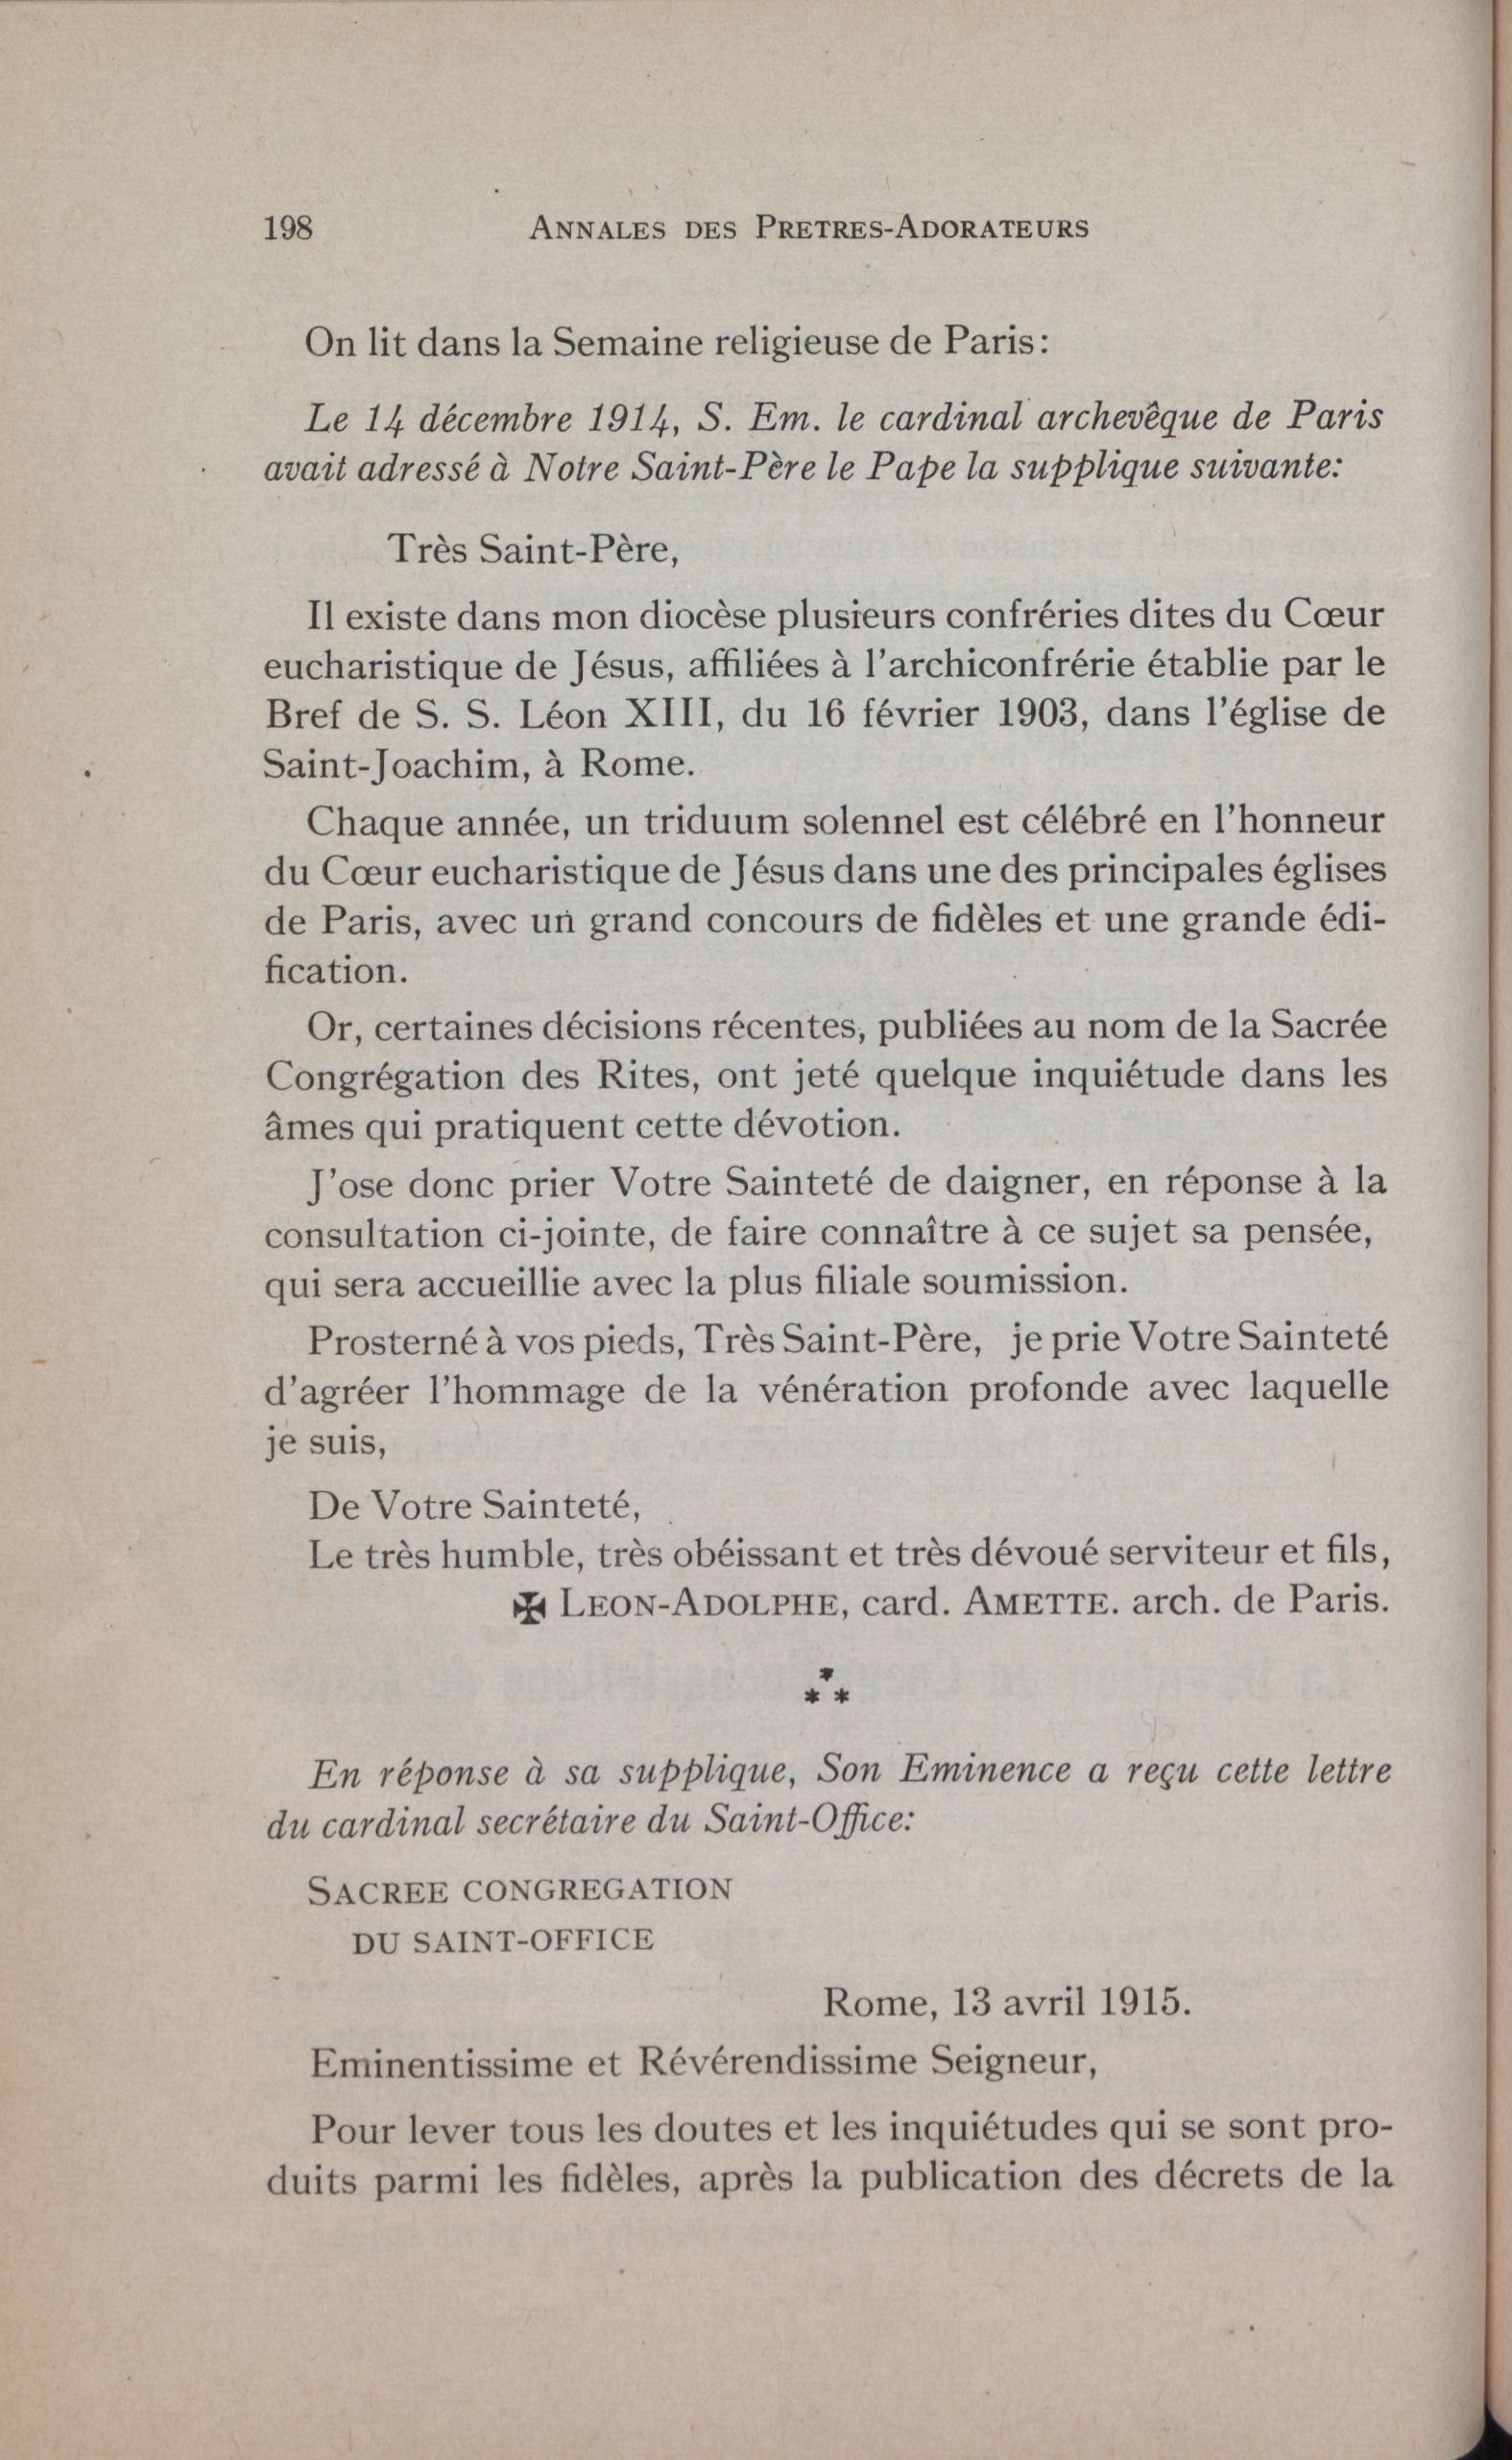 198 ANNALES DES PRETRES-ADORATEURS
On lit dans la Semaine religieuse de Paris:
Le 14 décembre 1914, S. Em. le cardinal archevêque de Paris
avait adressé à Notre Saint-Père le Pape la supplique suivante:
Très Saint-Père,
Il existe dans mon diocèse plusieurs confréries dites du Cœur
eucharistique de Jésus, affiliées à l'archiconfrérie établie par le
Bref de S. S. Léon XIII, du 16 février 1903, dans l'église de
Saint-Joachim, à Rome.
Chaque année, un triduum solennel est célébré en l'honneur
du Cœur eucharistique de Jésus dans une des principales églises
de Paris, avec un grand concours de fidèles et une grande édi-
fication.
Or, certaines décisions récentes, publiées au nom de la Sacrée
Congrégation des Rites, ont jeté quelque inquiétude dans les
âmes qui pratiquent cette dévotion.
J'ose donc prier Votre Sainteté de daigner, en réponse à la
consultation ci-jointe, de faire connaître à ce sujet sa pensée,
qui sera accueillie avec la plus filiale soumission.
Prosterné à vos pieds, Très Saint-Père, je prie Votre Sainteté
d'agréer l'hommage de la vénération profonde avec laquelle
je suis,
De Votre Sainteté,
Le très humble, très obéissant et très dévoué serviteur et fils,
✠ LEON-ADOLPHE, card. AMETTE. arch. de Paris.
⁂
En réponse à sa supplique, Son Eminence a reçu cette lettre
du cardinal secrétaire du Saint-Office:
SACREE CONGREGATION
DU SAINT-OFFICE
Rome, 13 avril 1915.
Eminentissime et Révérendissime Seigneur,
Pour lever tous les doutes et les inquiétudes qui se sont pro-
duits parmi les fidèles, après la publication des décrets de la